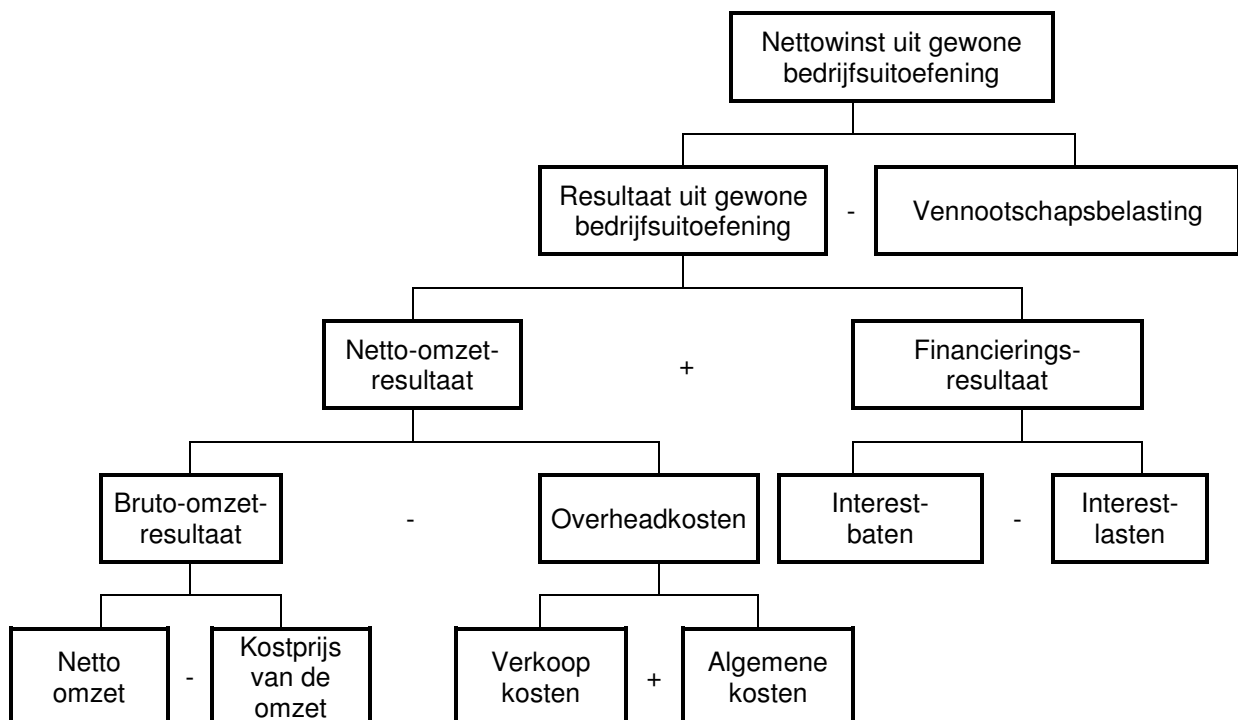 Nettowinst uit gewone
bedrijfsuitoefening
Resultaat uit gewone
bedrijfsuitoefening
-
Vennootschapsbelasting
Netto-omzet-
resultaat
+
Financierings-
resultaat
Bruto-omzet-
resultaat
-
Overheadkosten
Interest-
baten
-
Interest-
lasten
Netto
omzet
-
Kostprijs
van de
omzet
Verkoop
kosten
+
Algemene
kosten